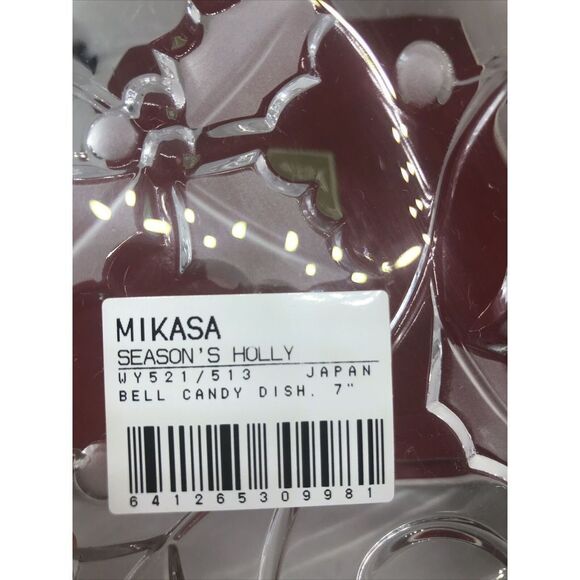 MIKASA
SEASON'S HOLLY
WY521/513 JAPAN
BELL CANDY DISH. 7"
641265309981